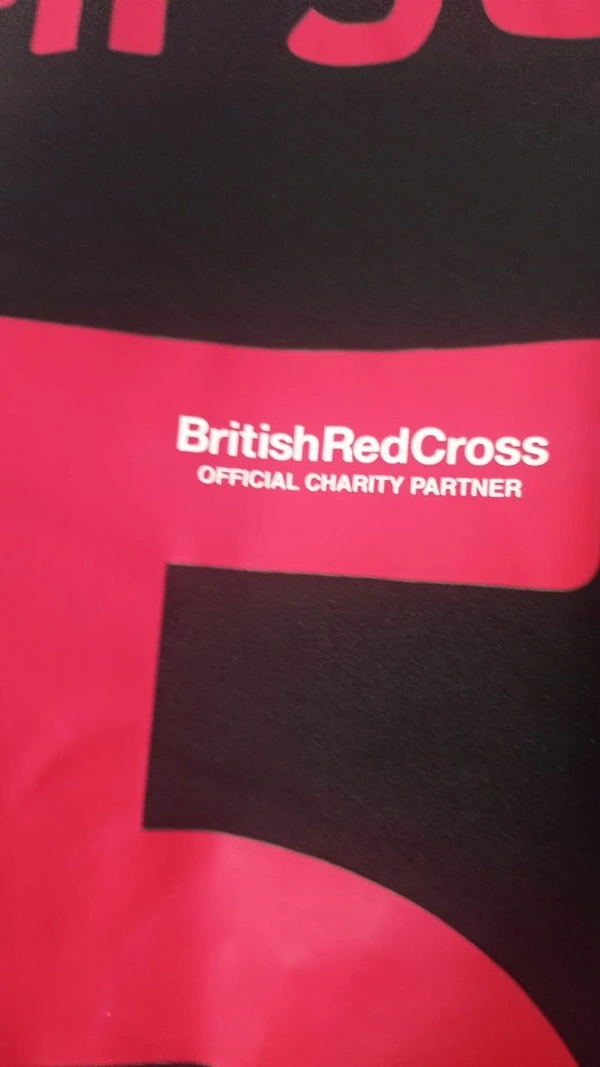 BritishRedCross
OFFICIAL CHARITY PARTNER